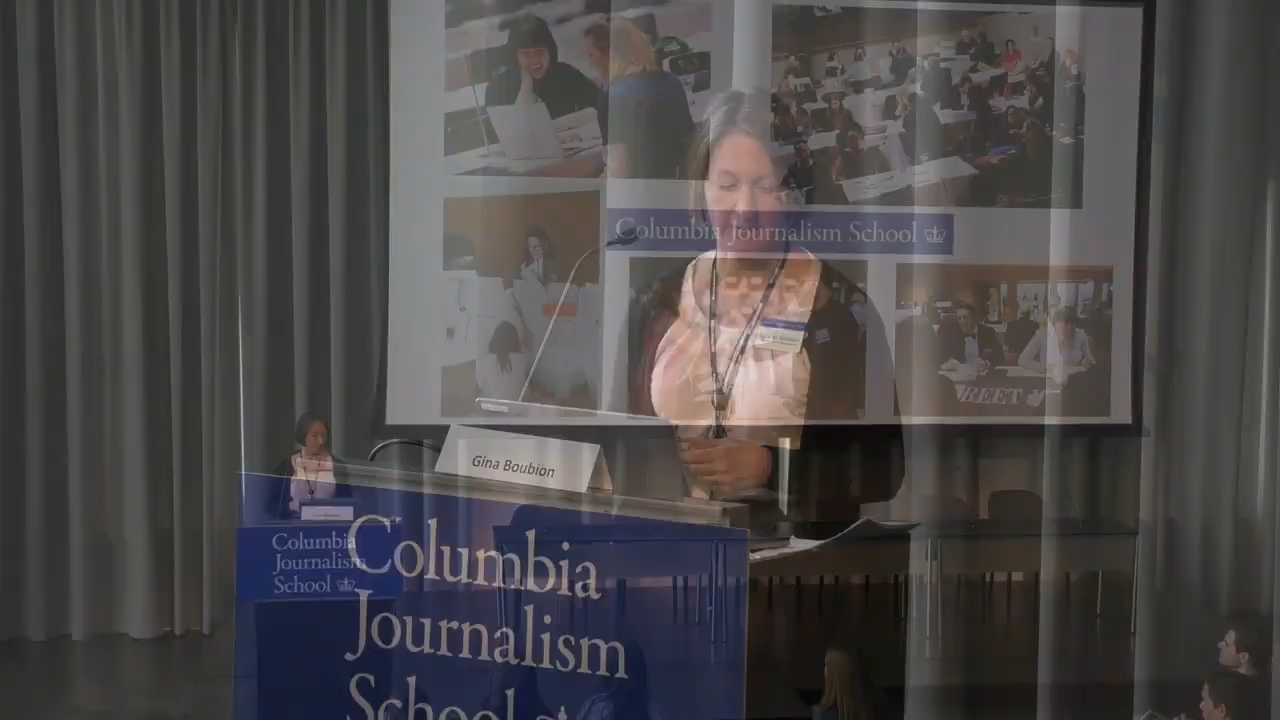 Columbia Journalism School
REET
Gina Boubion
Columbia
Journalism
School
Columbia
Journalism
School